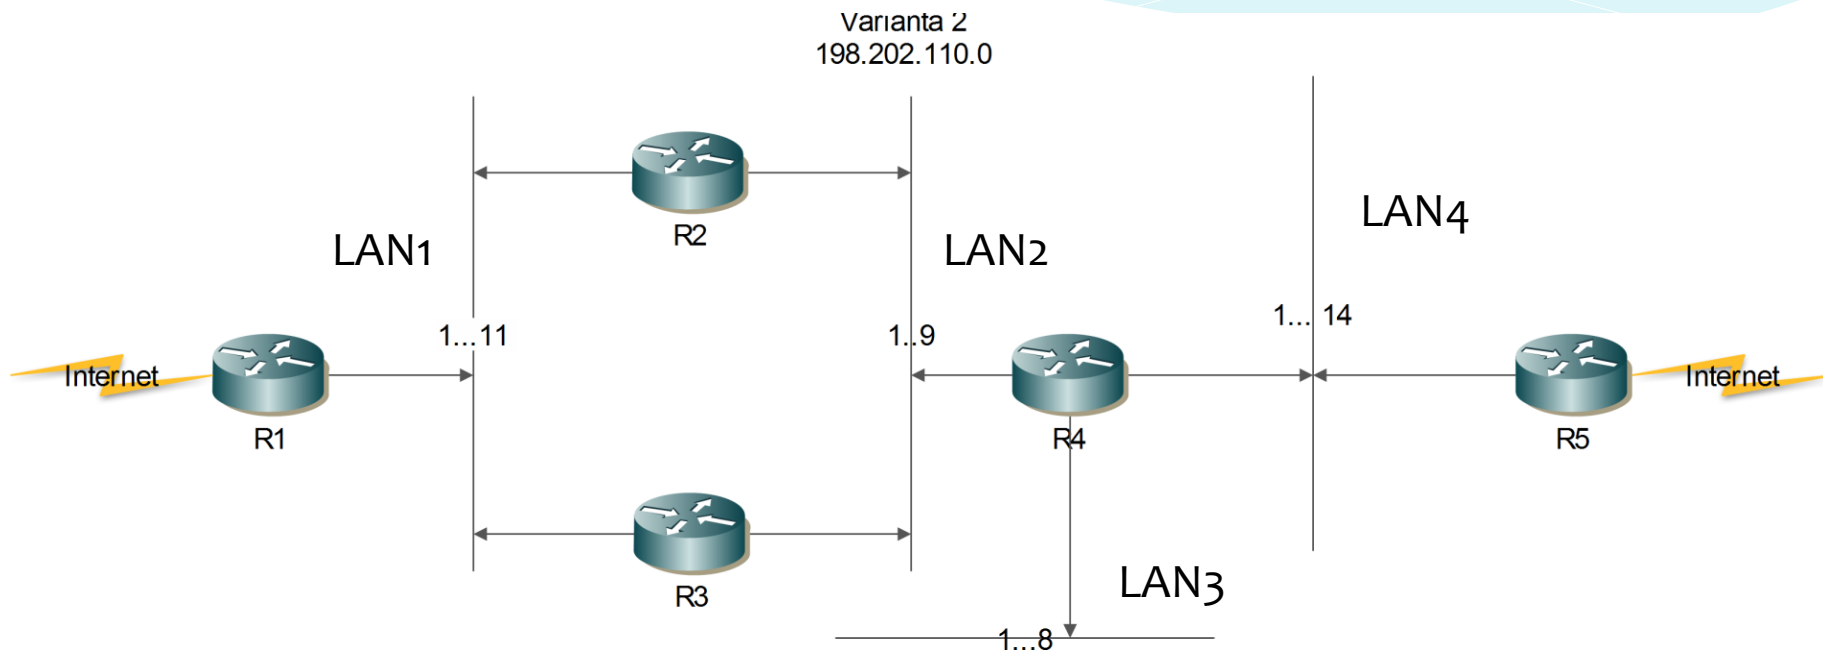 Varianta 2
198.202.110.0
LAN4
R2
LAN1
LAN2
1... 14
1...11
1..9
Internet
Internet
R1
R4
R5
LAN3
R3
1...8